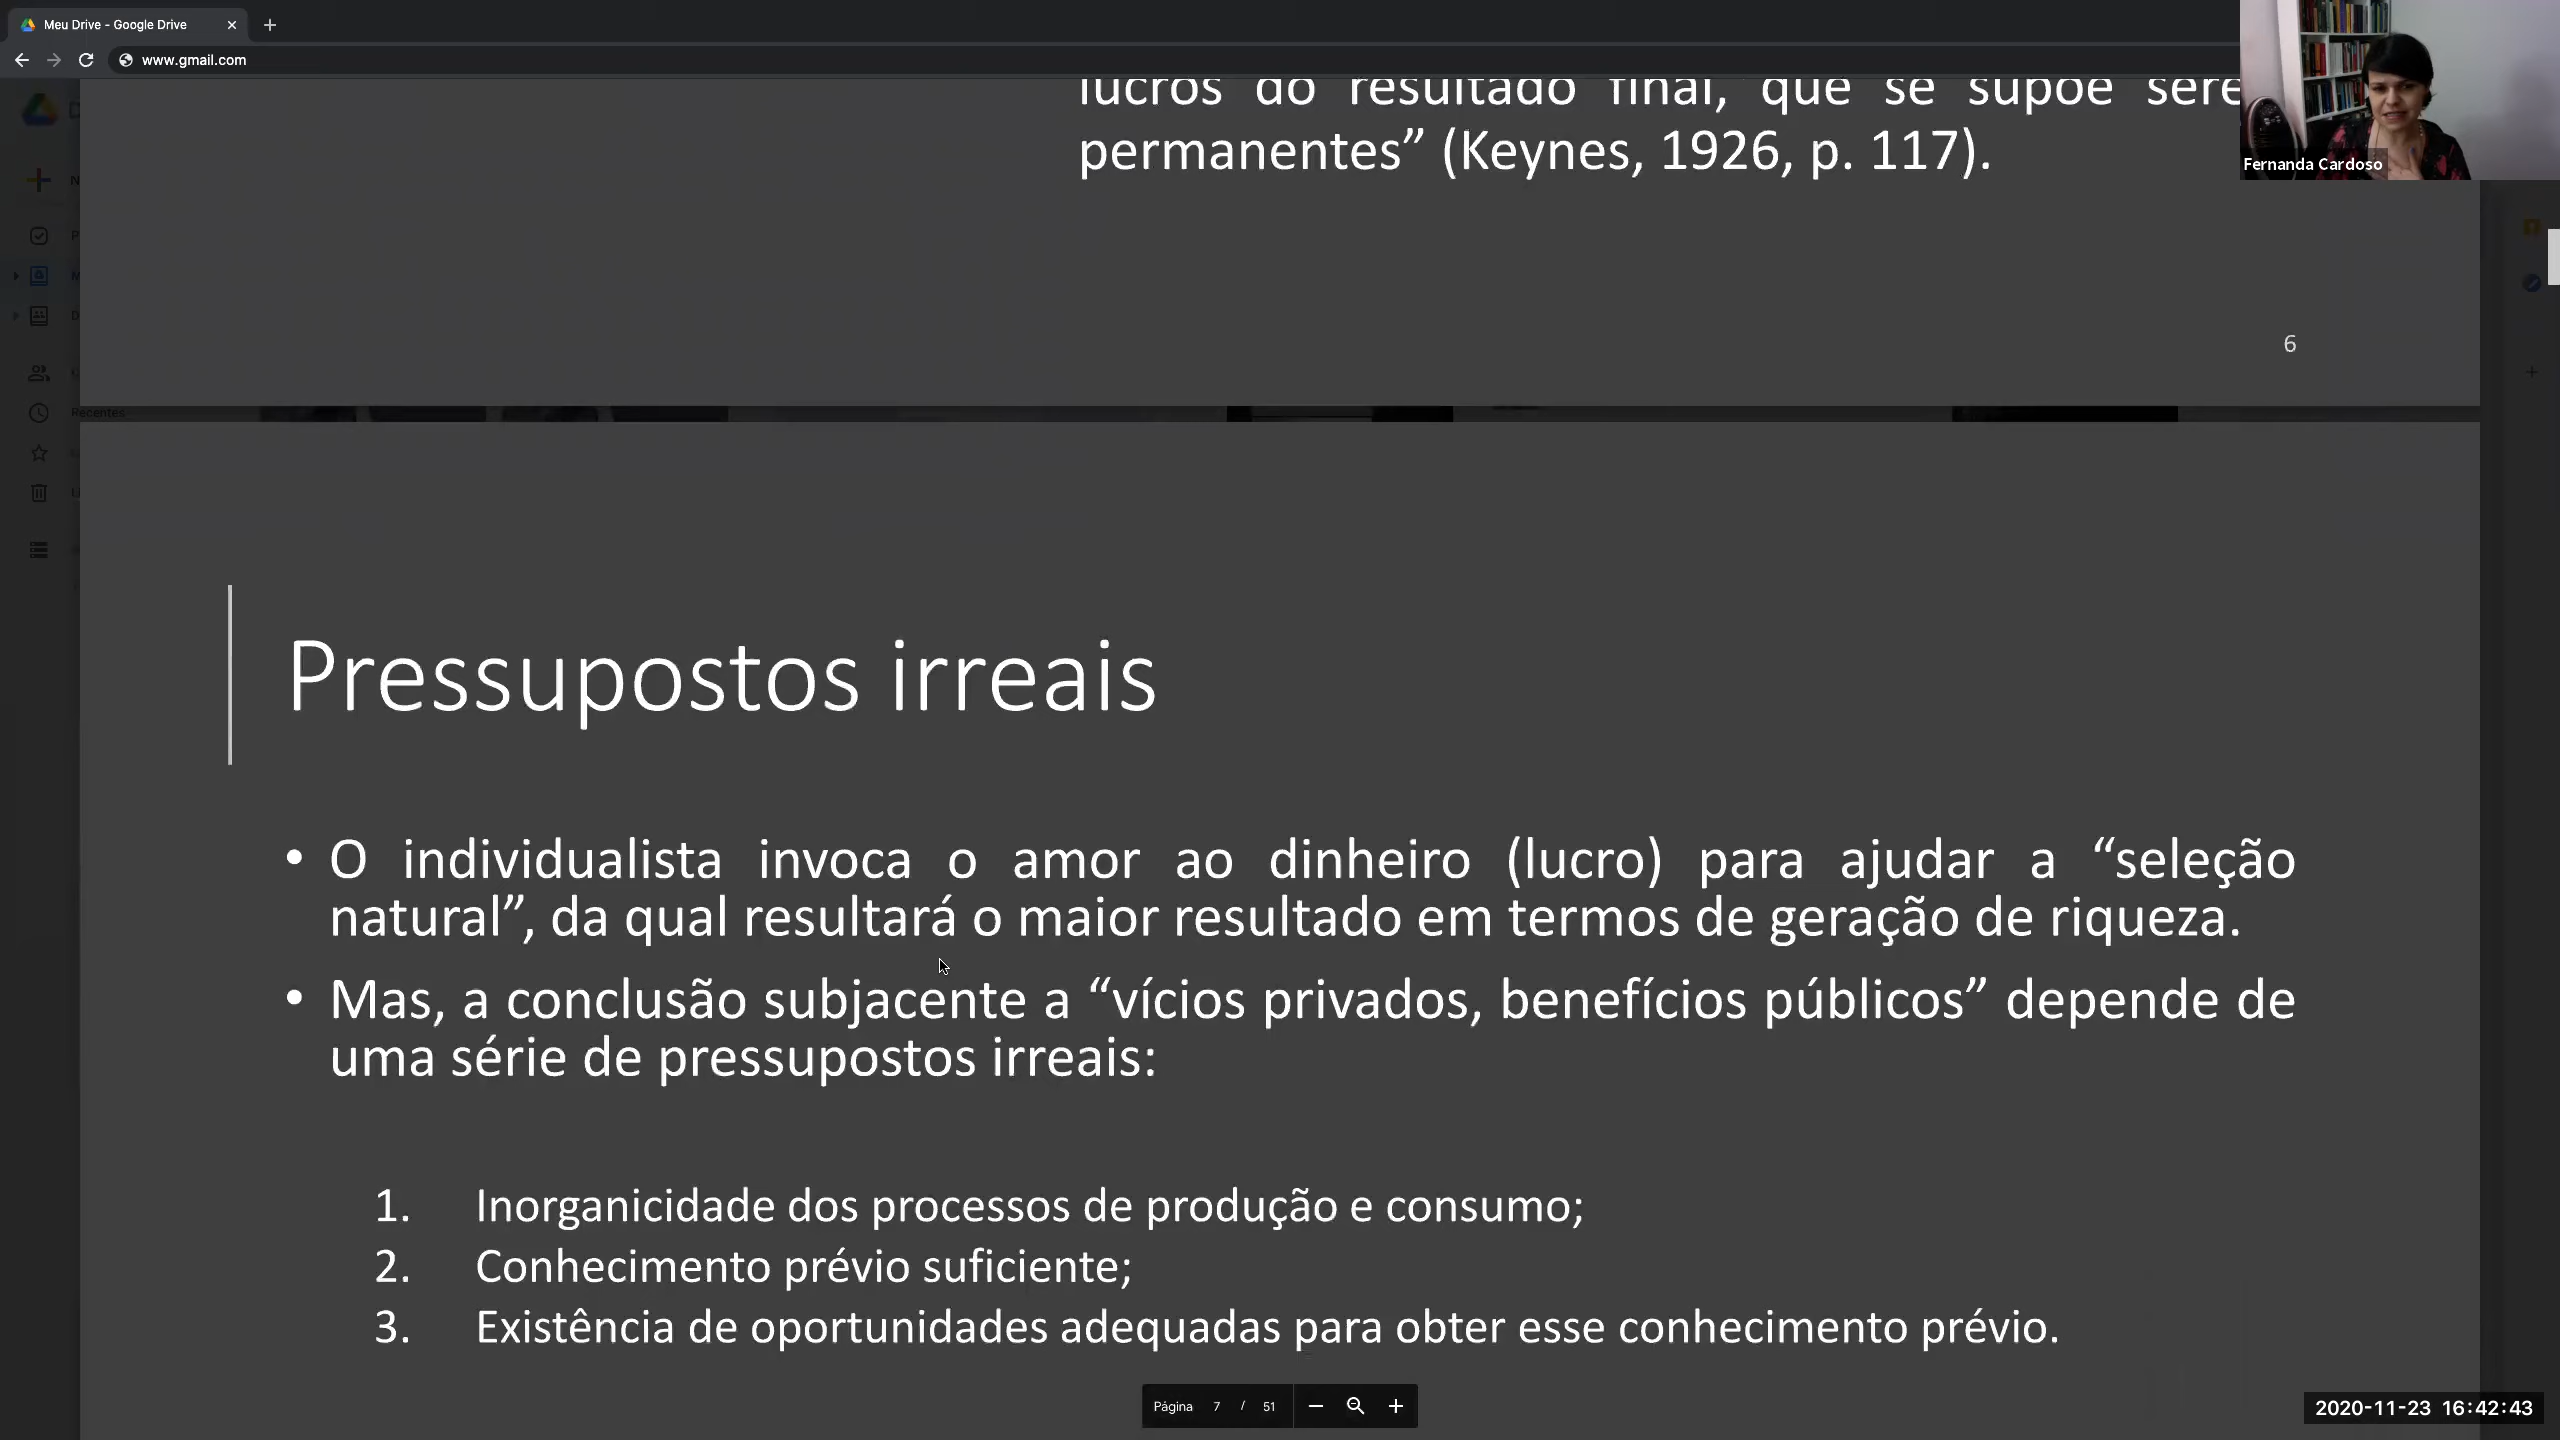 Meu Drive - Google Drive
www.gmail.com
lucros do resultado final, que se supõe
permanentes” (Keynes, 1926, p. 117).
Fernanda Cardoso
6
Recentes
Pressupostos irreais
• O individualista invoca o amor ao dinheiro (lucro) para ajudar a “seleção
natural”, da qual resultará o maior resultado em termos de geração de riqueza.
• Mas, a conclusão subjacente a “vícios privados, benefícios públicos” depende de
uma série de pressupostos irreais:
1. Inorganicidade dos processos de produção e consumo;
2. Conhecimento prévio suficiente;
3. Existência de oportunidades adequadas para obter esse conhecimento prévio.
Página 7 / 51
2020-11-23 16:42:43